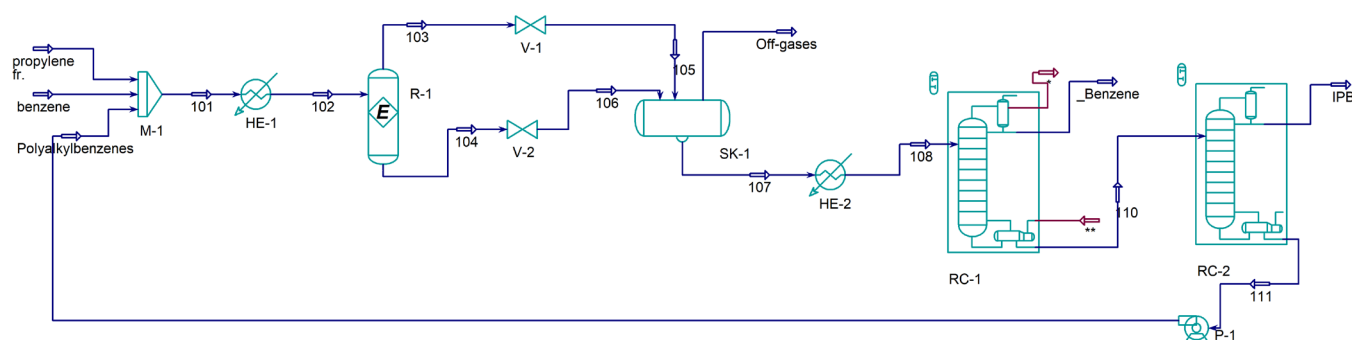 propylene
fr.
benzene
Polyalkylbenzenes
M-1
101
HE-1
102
103
R-1
E
104
V-1
V-2
105
106
Off-gases
SK-1
107
HE-2
108
*
_Benzene
**
110
RC-1
IPB
RC-2
111
P-1